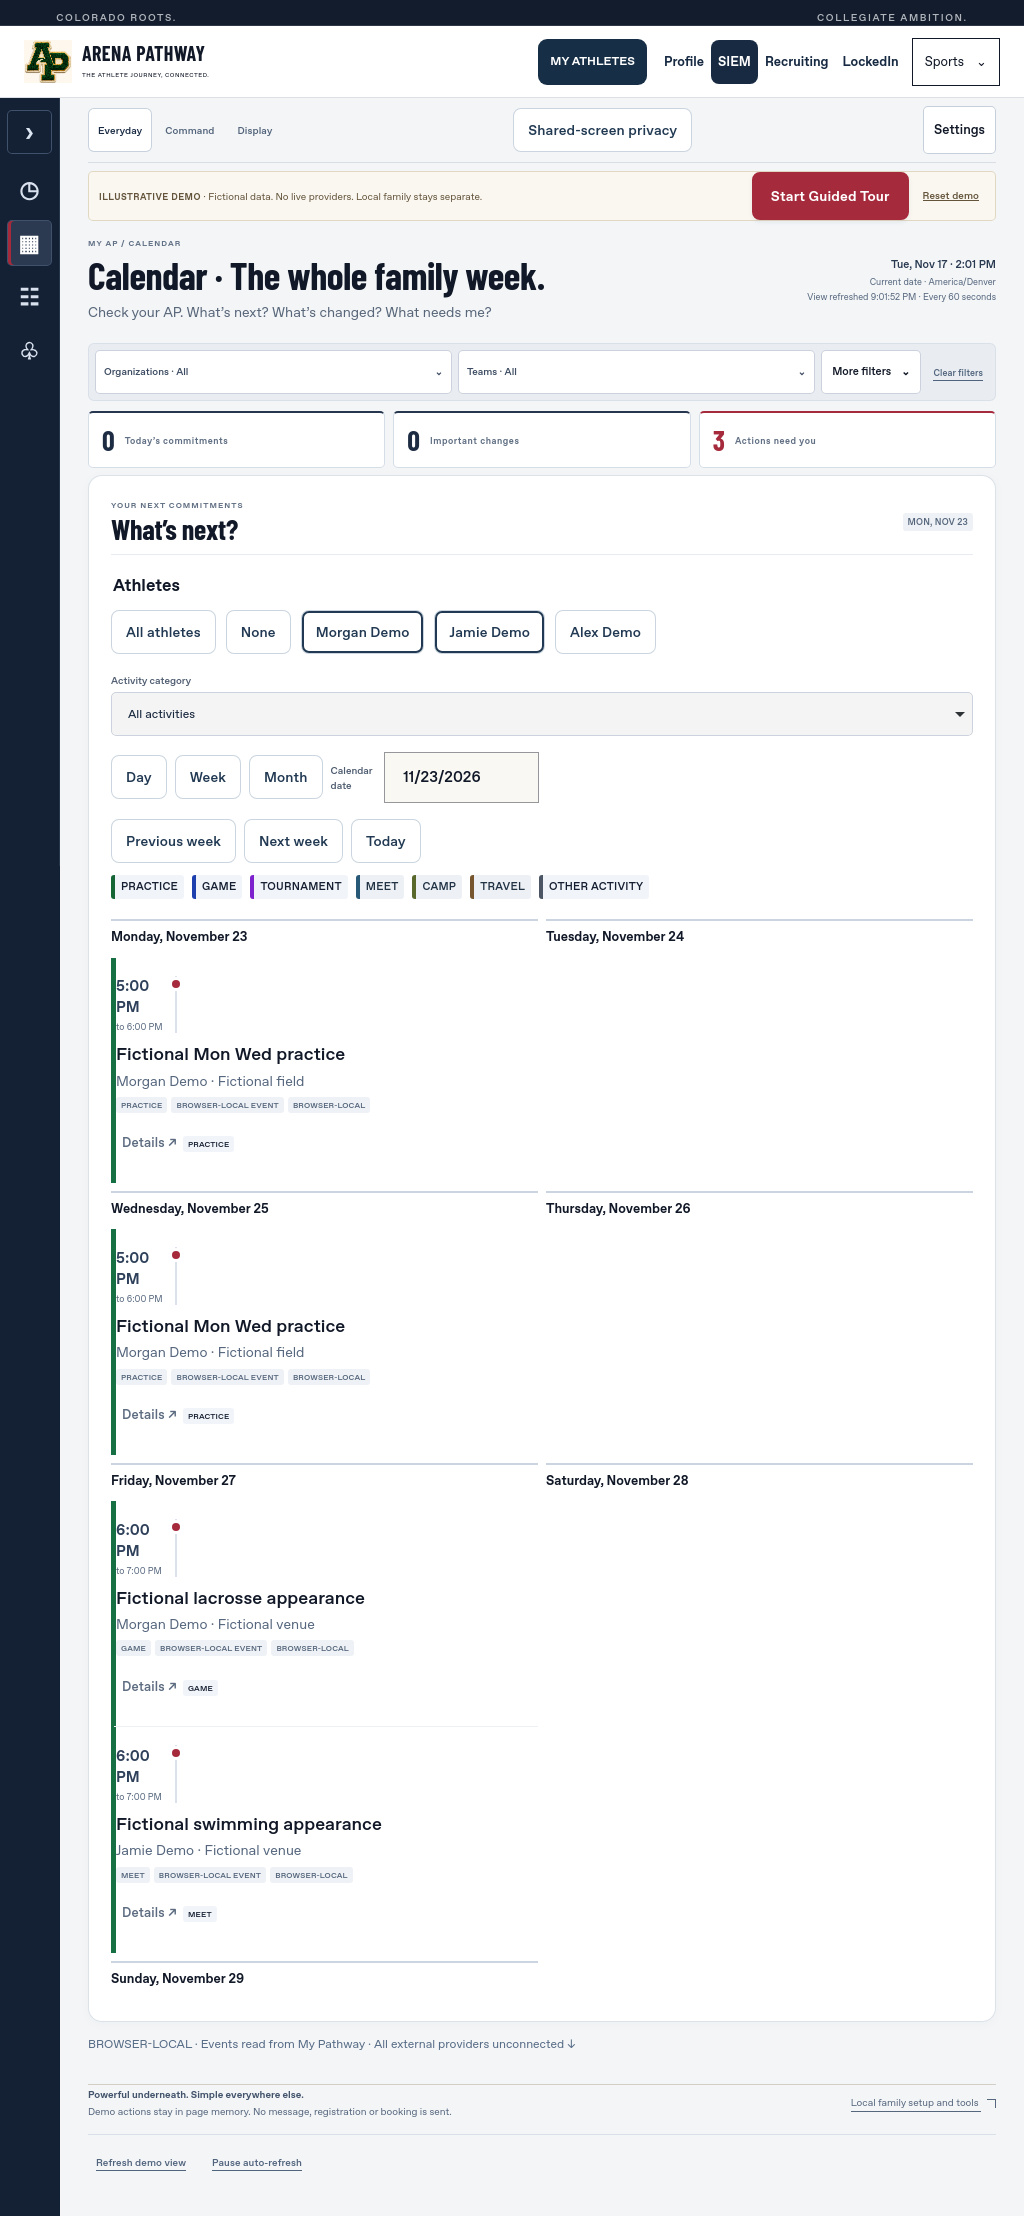 COLORADO ROOTS.
COLLEGIATE AMBITION.
AP
ARENA PATHWAY
THE ATHLETE JOURNEY, CONNECTED.
MY ATHLETES
Profile
SIEM
Recruiting
LockedIn
Sports
Everyday
Command
Display
Shared-screen privacy
Settings
ILLUSTRATIVE DEMO · Fictional data. No live providers. Local family stays separate.
Start Guided Tour
Reset demo
MY AP / CALENDAR
Calendar · The whole family week.
Check your AP. What's next? What's changed? What needs me?
Tue, Nov 17 · 2:01 PM
Current date · America/Denver
View refreshed 9:01:52 PM · Every 60 seconds
Organizations · All
Teams · All
More filters
Clear filters
0 Today's commitments
0 Important changes
3 Actions need you
YOUR NEXT COMMITMENTS
What's next?
MON, NOV 23
Athletes
All athletes
None
Morgan Demo
Jamie Demo
Alex Demo
Activity category
All activities
Day
Week
Month
Calendar
date
11/23/2026
Previous week
Next week
Today
PRACTICE
GAME
TOURNAMENT
MEET
CAMP
TRAVEL
OTHER ACTIVITY
Monday, November 23
Tuesday, November 24
5:00
PM
to 6:00 PM
Fictional Mon Wed practice
Morgan Demo · Fictional field
PRACTICE BROWSER-LOCAL EVENT BROWSER-LOCAL
Details ↗ PRACTICE
Wednesday, November 25
Thursday, November 26
5:00
PM
to 6:00 PM
Fictional Mon Wed practice
Morgan Demo · Fictional field
PRACTICE BROWSER-LOCAL EVENT BROWSER-LOCAL
Details ↗ PRACTICE
Friday, November 27
Saturday, November 28
6:00
PM
to 7:00 PM
Fictional lacrosse appearance
Morgan Demo · Fictional venue
GAME BROWSER-LOCAL EVENT BROWSER-LOCAL
Details ↗ GAME
6:00
PM
to 7:00 PM
Fictional swimming appearance
Jamie Demo · Fictional venue
MEET BROWSER-LOCAL EVENT BROWSER-LOCAL
Details ↗ MEET
Sunday, November 29
BROWSER-LOCAL · Events read from My Pathway · All external providers unconnected ↓
Powerful underneath. Simple everywhere else.
Demo actions stay in page memory. No message, registration or booking is sent.
Local family setup and tools
Refresh demo view
Pause auto-refresh